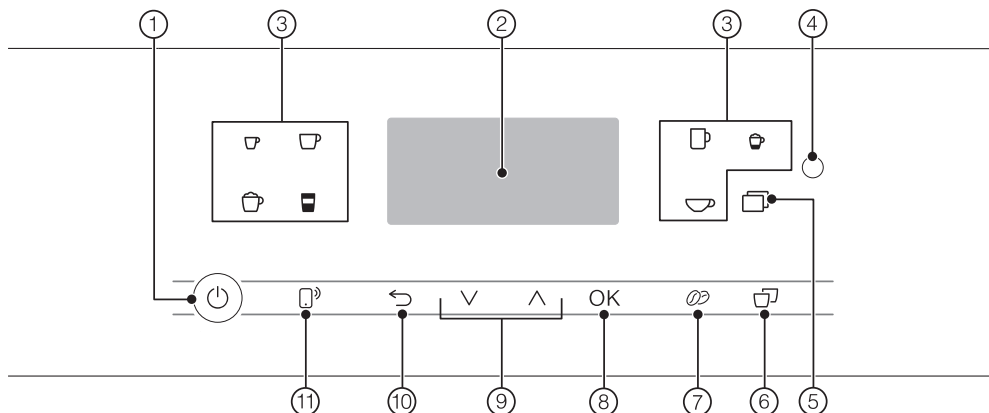 ① ③ ② ③ ④
OK
⑪ ⑩ ⑨ ⑧ ⑦ ⑥ ⑤